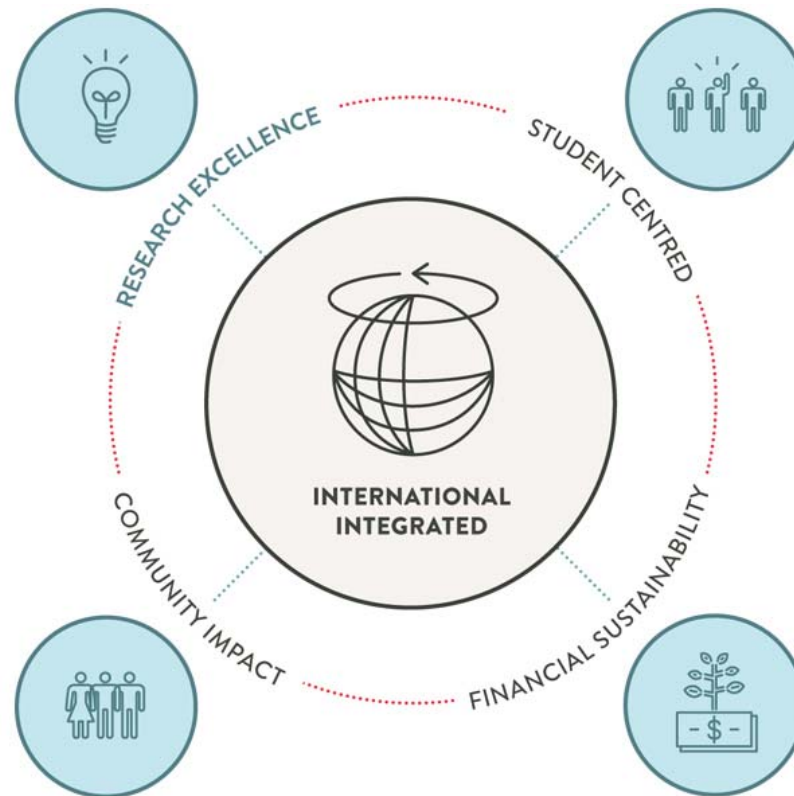 RESEARCH EXCELLENCE
STUDENT CENTRED
INTERNATIONAL
INTEGRATED
COMMUNITY IMPACT
FINANCIAL SUSTAINABILITY
- $ -